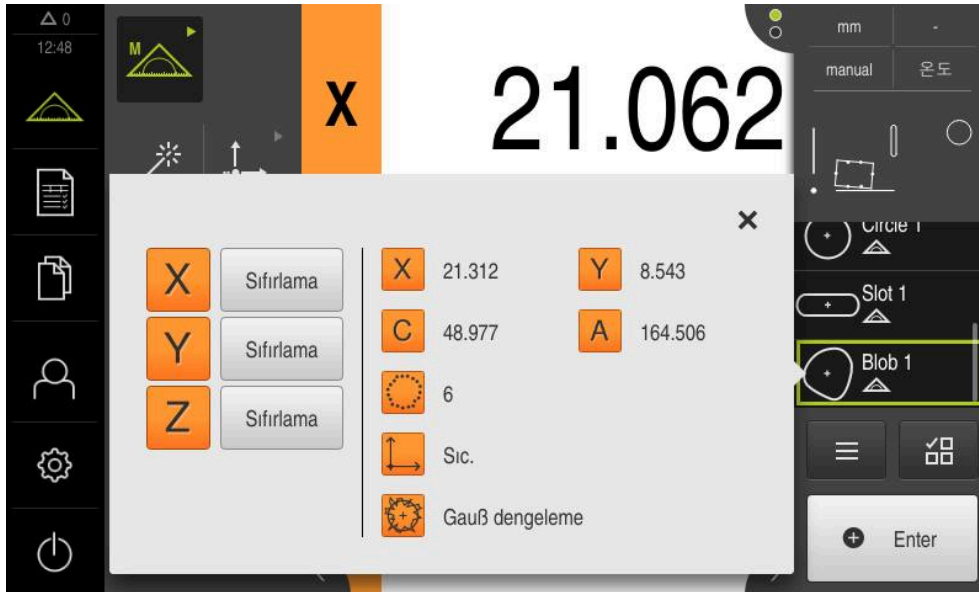 0
12:48
M
X
21.062
mm
-
manual
온도
Circle 1
Slot 1
Blob 1
X
Sıfırlama
Y
Sıfırlama
Z
Sıfırlama
X
21.312
Y
8.543
C
48.977
A
164.506
6
Sıc.
Gauß dengeleme
Enter